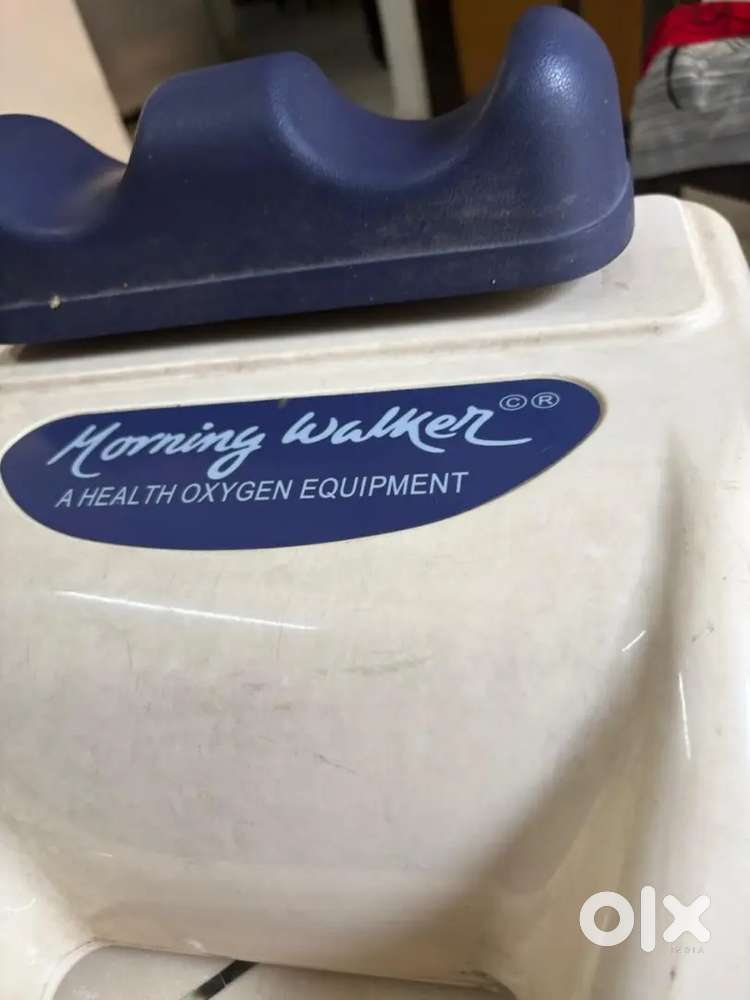 Morning Walker ©®
A HEALTH OXYGEN EQUIPMENT
olx
INDIA